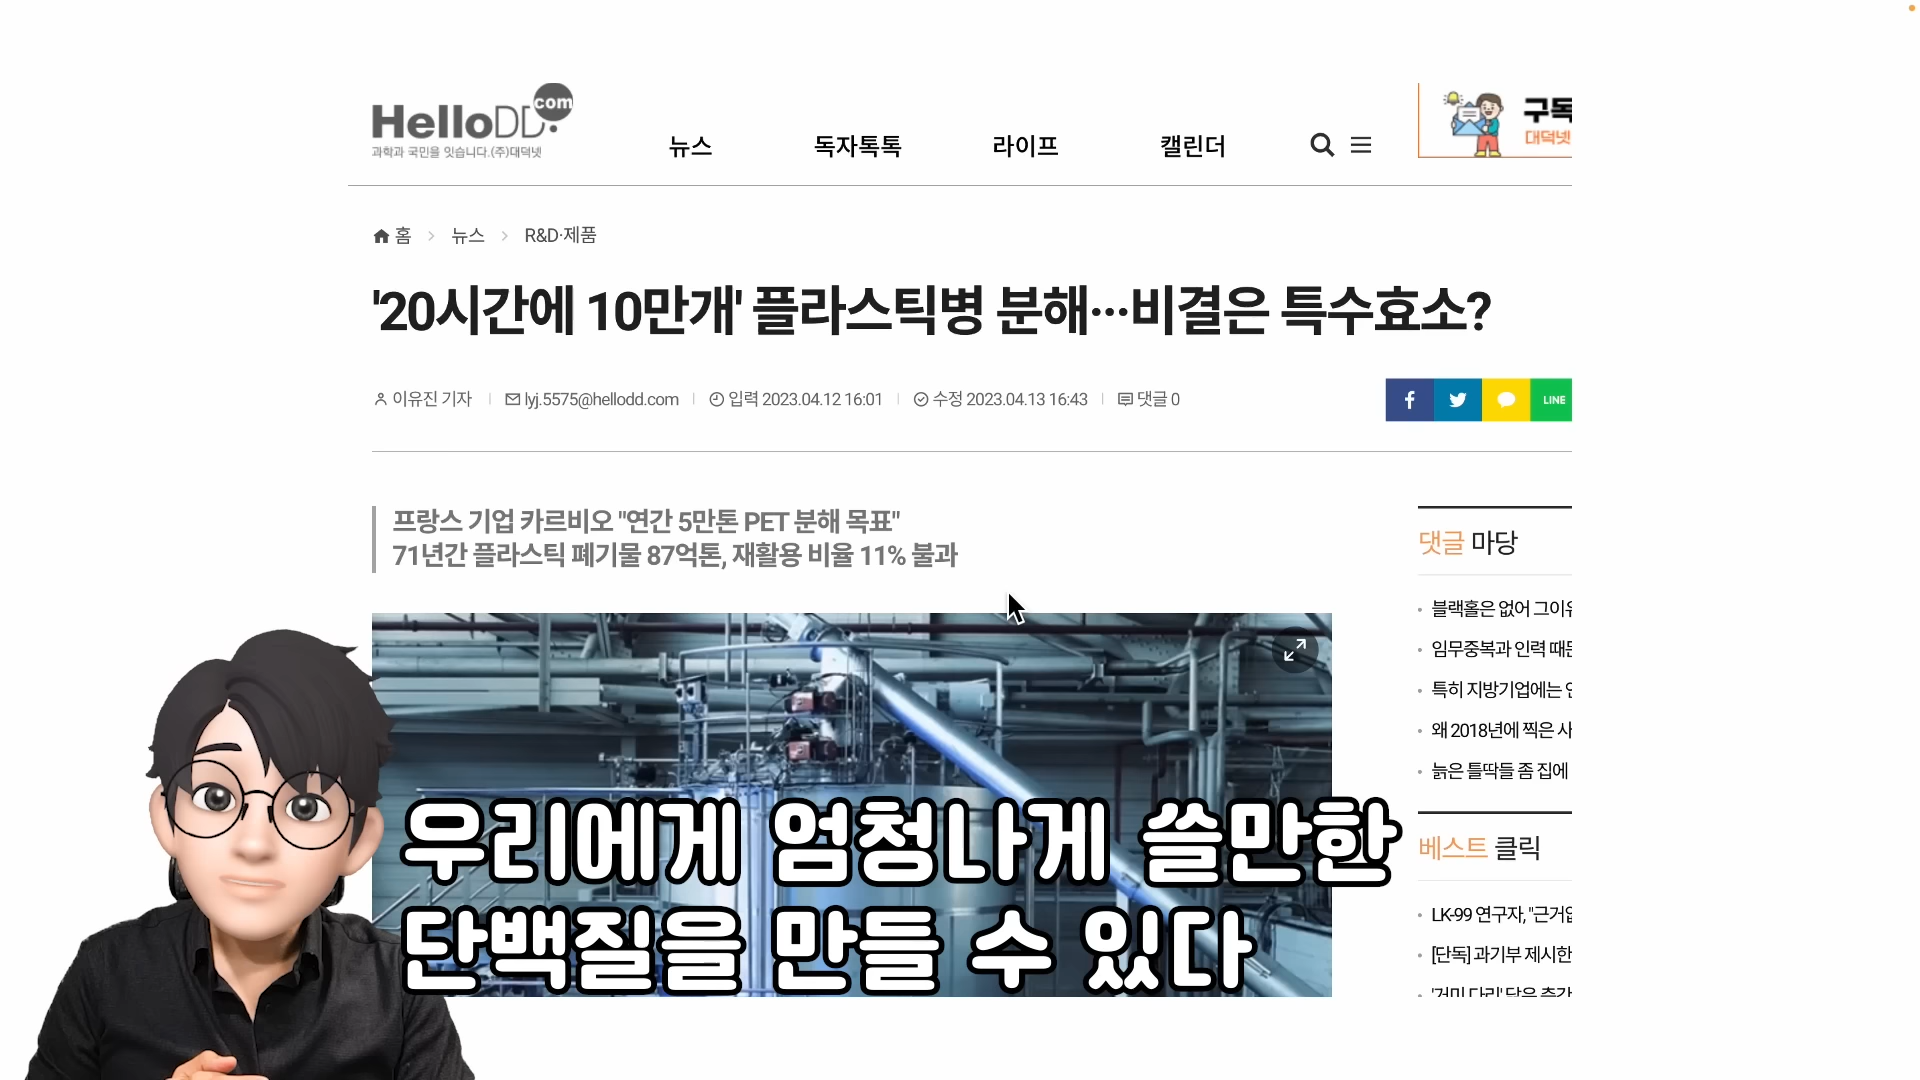 HelloDD.com
과학과 국민을 잇습니다.(주)대덕넷
뉴스
독자톡톡
라이프
캘린더
구독
대덕넷
홈 > 뉴스 > R&D·제품
'20시간에 10만개' 플라스틱병 분해…비결은 특수효소?
이유진 기자
lyj.5575@hellodd.com
입력 2023.04.12 16:01
수정 2023.04.13 16:43
댓글 0
LINE
프랑스 기업 카르비오 "연간 5만톤 PET 분해 목표"
71년간 플라스틱 폐기물 87억톤, 재활용 비율 11% 불과
댓글 마당
블랙홀은 없어 그이유
임무중복과 인력 때문
특히 지방기업에는
왜 2018년에 찍은 사
늙은 틀딱들 좀 집에
베스트 클릭
LK-99 연구자, "근거없
[단독] 과기부 제시한
우리에게 엄청나게 쓸만한
단백질을 만들 수 있다